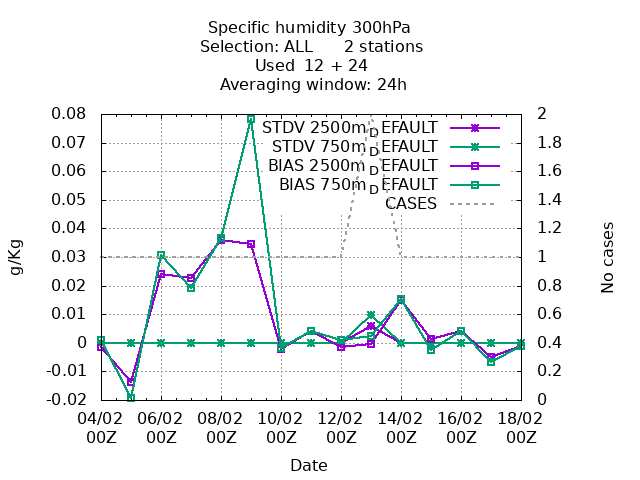 Specific humidity 300hPa
Selection: ALL      2 stations
Used  12 + 24
Averaging window: 24h
STDV 2500m_DEFAULT
STDV 750m_DEFAULT
BIAS 2500m_DEFAULT
BIAS 750m_DEFAULT
CASES
0.08
0.07
0.06
0.05
0.04
0.03
0.02
0.01
0
-0.01
-0.02
g/Kg
2
1.8
1.6
1.4
1.2
1
0.8
0.6
0.4
0.2
0
No cases
04/02 06/02 08/02 10/02 12/02 14/02 16/02 18/02
00Z 00Z 00Z 00Z 00Z 00Z 00Z 00Z
Date